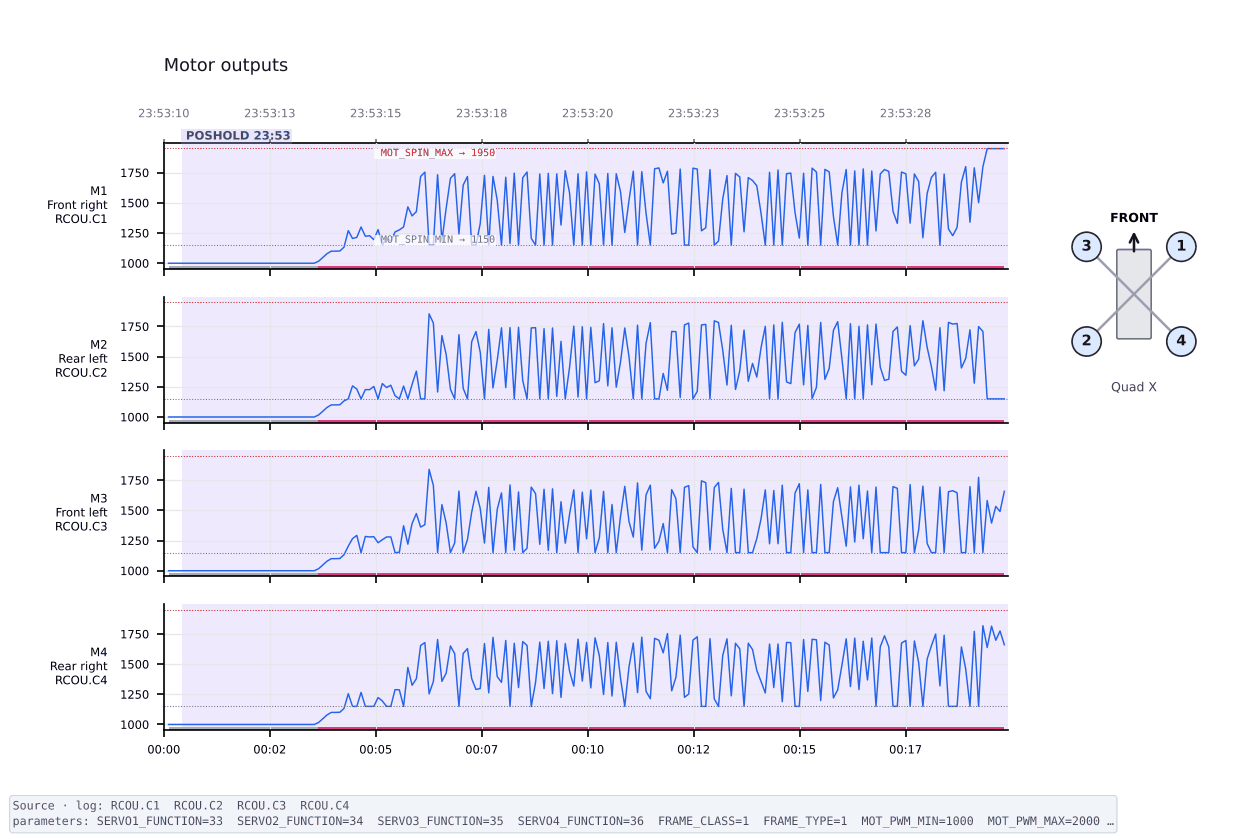 Motor outputs
23:53:10 23:53:13 23:53:15 23:53:18 23:53:20 23:53:23 23:53:25 23:53:28
POSHOLD 23:53
MOT_SPIN_MAX → 1950
1750
1500
1250
1000
M1
Front right
RCOU.C1
MOT_SPIN_MIN → 1150
1750
1500
1250
1000
M2
Rear left
RCOU.C2
1750
1500
1250
1000
M3
Front left
RCOU.C3
1750
1500
1250
1000
M4
Rear right
RCOU.C4
00:00 00:02 00:05 00:07 00:10 00:12 00:15 00:17
FRONT
3 1
2 4
Quad X
Source · log: RCOU.C1 RCOU.C2 RCOU.C3 RCOU.C4
parameters: SERVO1_FUNCTION=33 SERVO2_FUNCTION=34 SERVO3_FUNCTION=35 SERVO4_FUNCTION=36 FRAME_CLASS=1 FRAME_TYPE=1 MOT_PWM_MIN=1000 MOT_PWM_MAX=2000 …